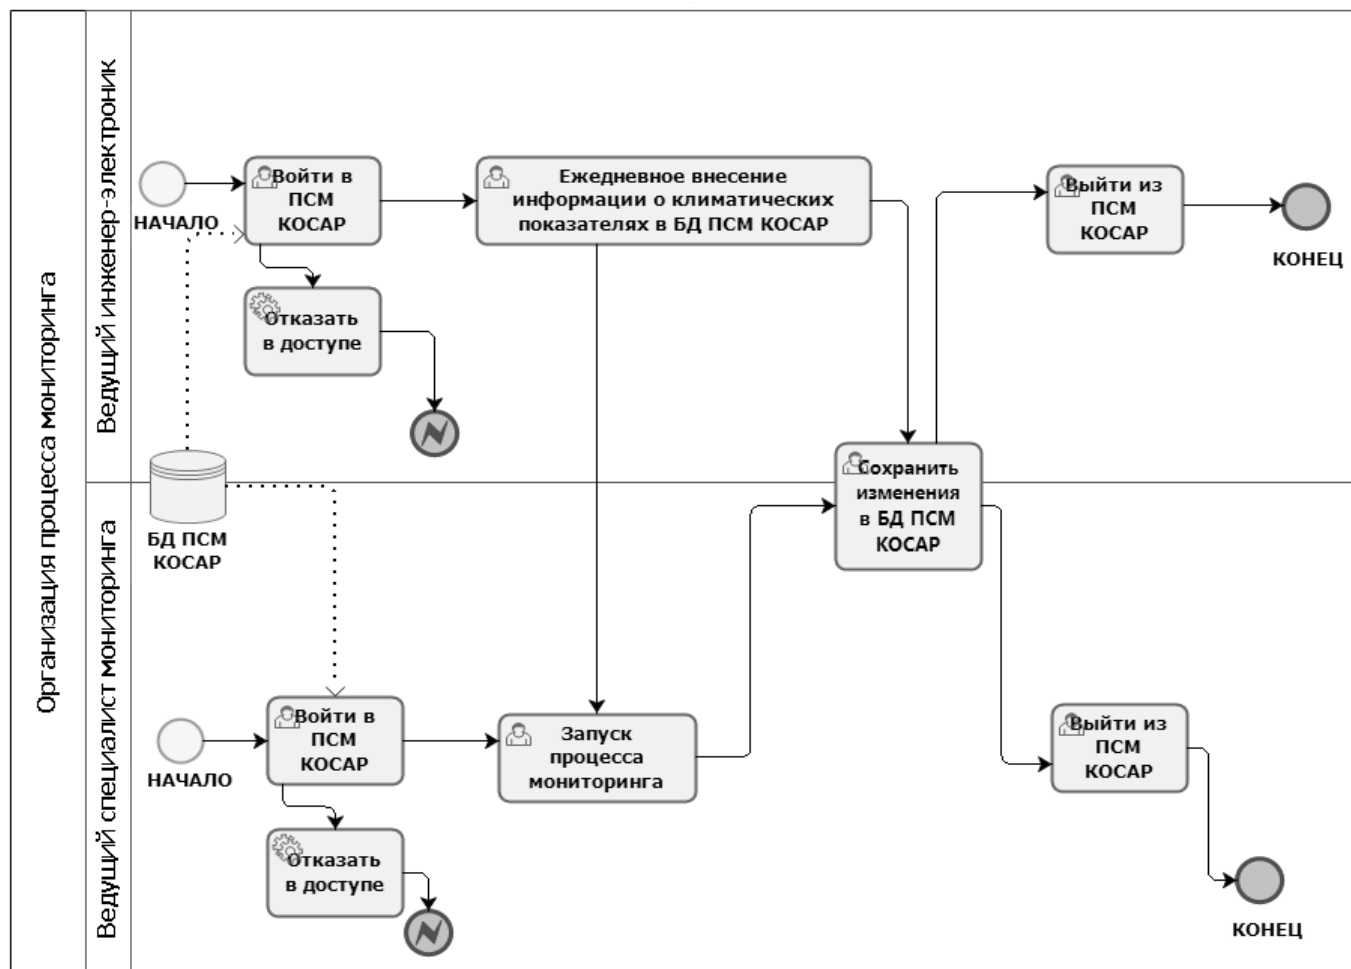 Организация процесса мониторинга
Ведущий инженер-электроник
НАЧАЛО
Войти в
ПСМ
КОСАР
Ежедневное внесение
информации о климатических
показателях в БД ПСМ КОСАР
Выйти из
ПСМ
КОСАР
КОНЕЦ
Отказать
в доступе
БД ПСМ
КОСАР
Сохранить
изменения
в БД ПСМ
КОСАР
Ведущий специалист мониторинга
НАЧАЛО
Войти в
ПСМ
КОСАР
Запуск
процесса
мониторинга
Выйти из
ПСМ
КОСАР
Отказать
в доступе
КОНЕЦ